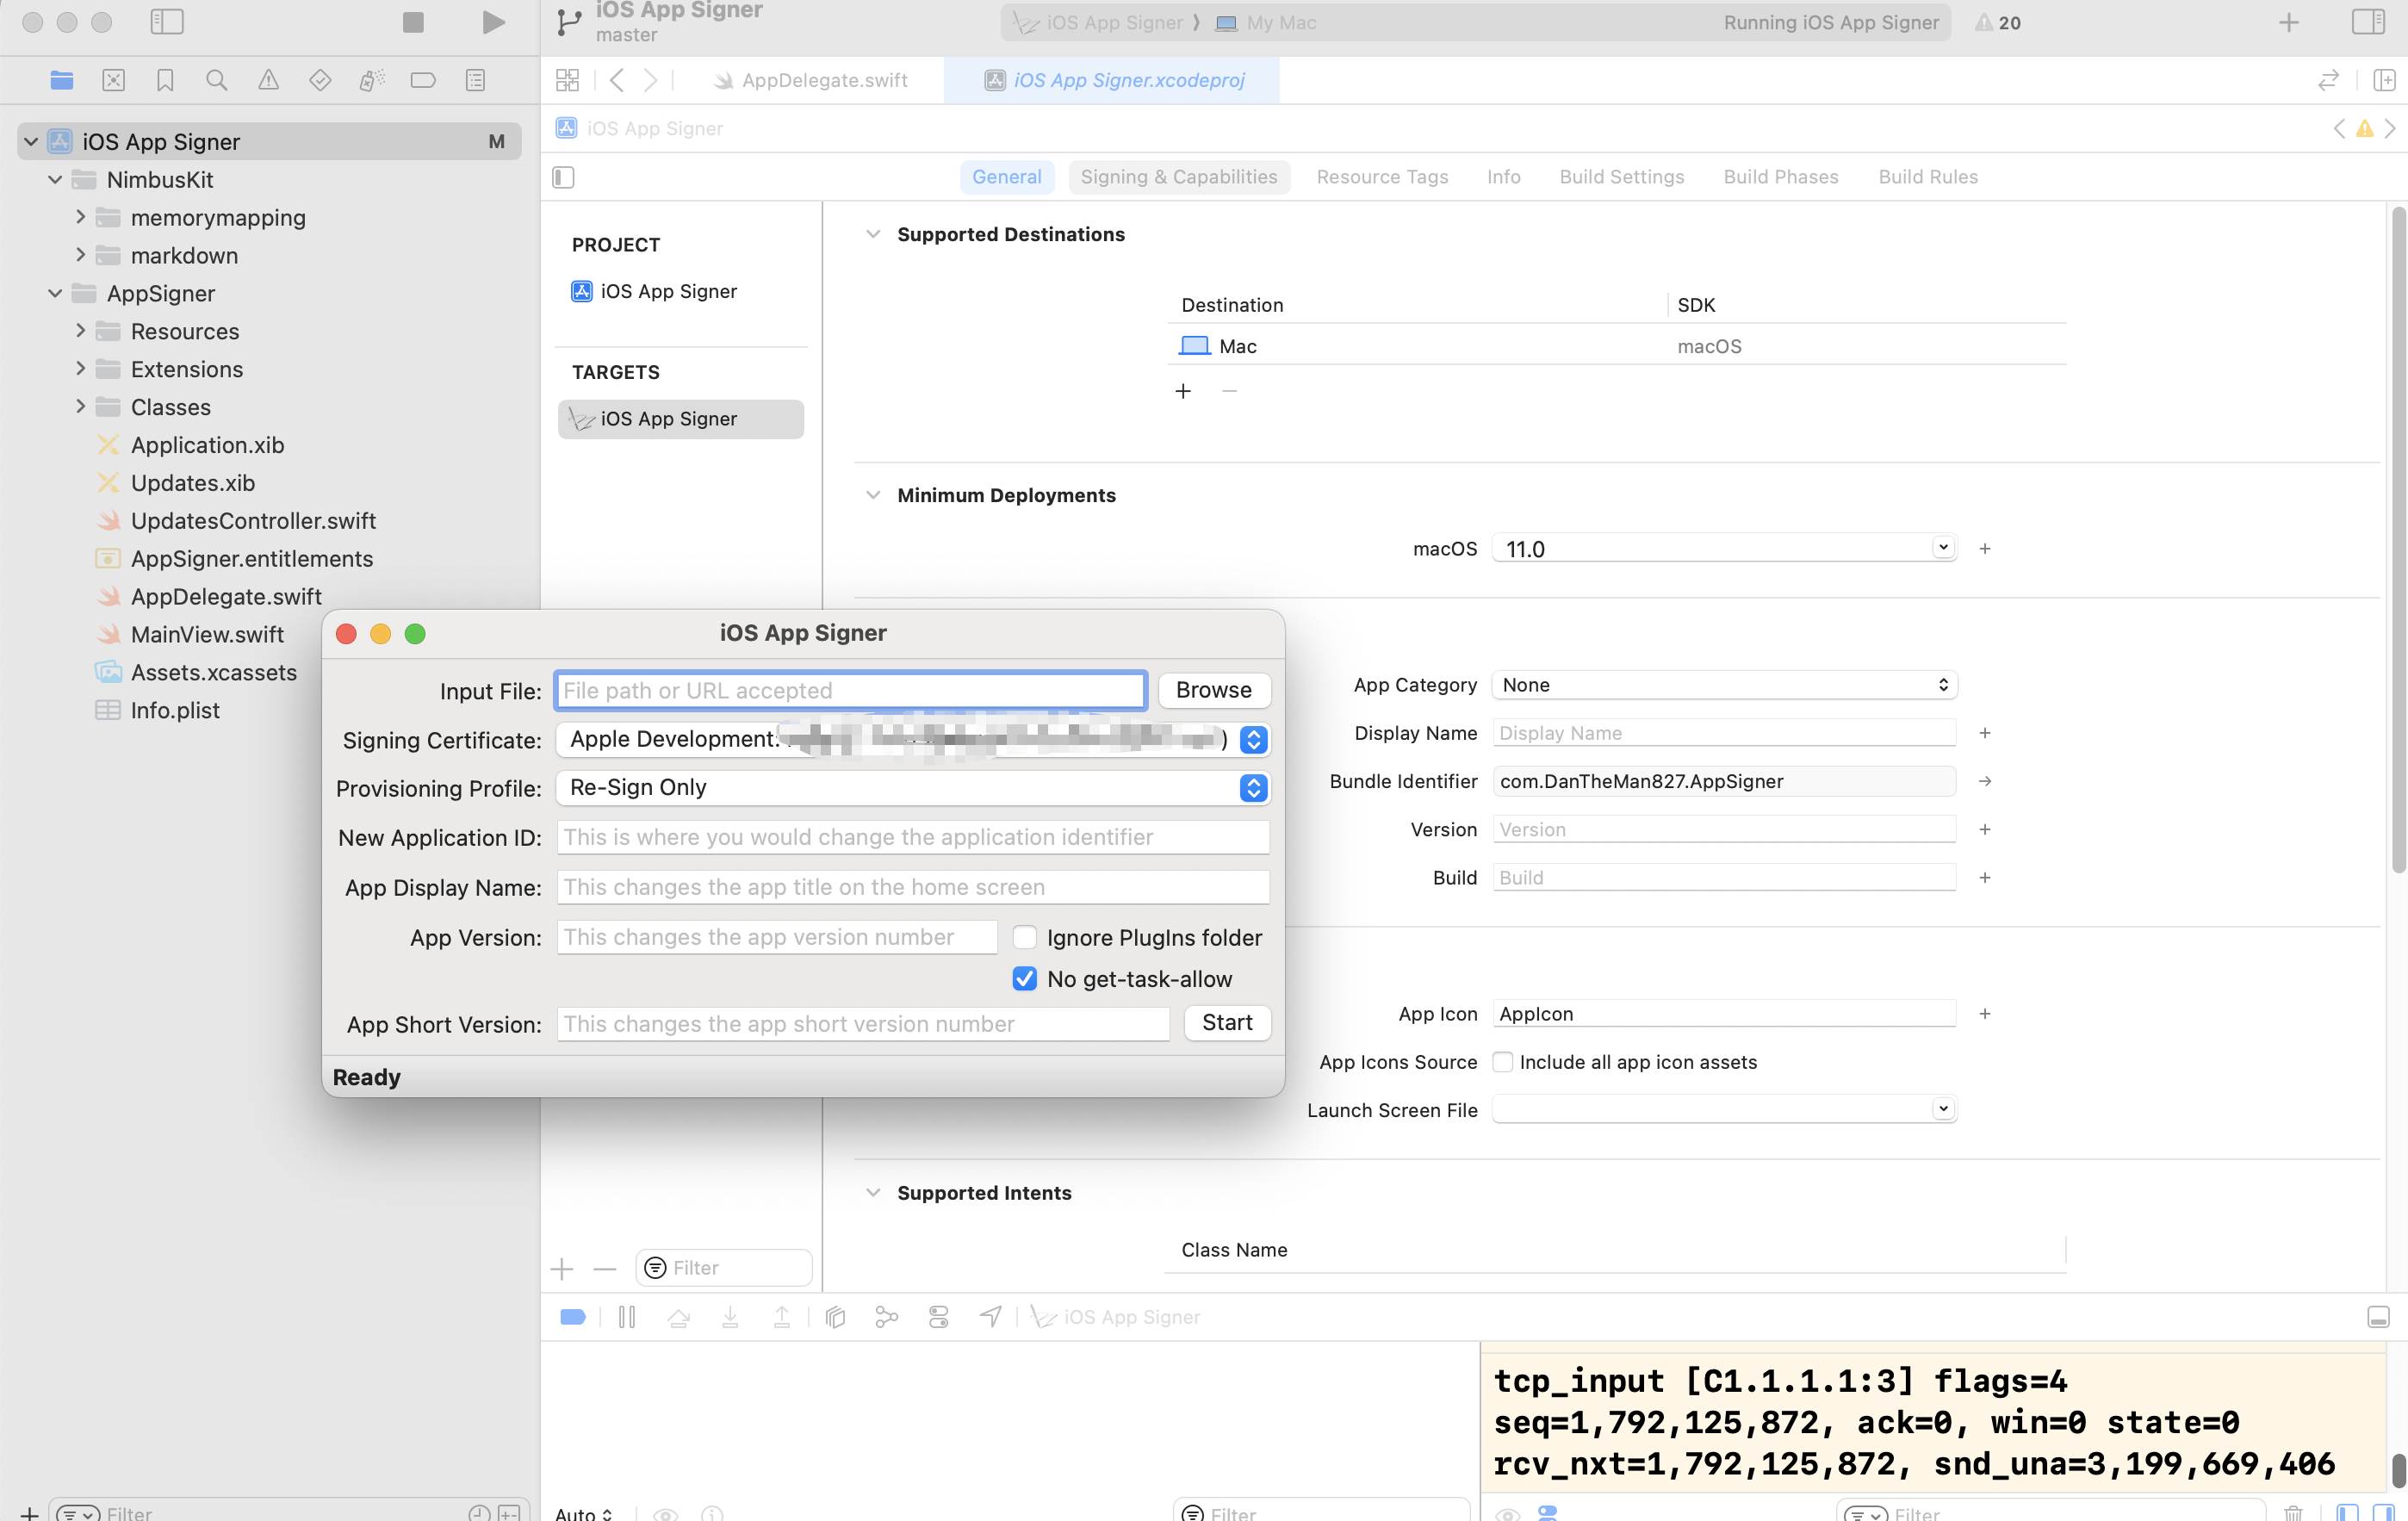 iOS App Signer
master
iOS App Signer
My Mac
Running iOS App Signer
20
AppDelegate.swift
iOS App Signer.xcodeproj
iOS App Signer
M
iOS App Signer
NimbusKit
memorymapping
markdown
AppSigner
Resources
Extensions
Classes
Application.xib
Updates.xib
UpdatesController.swift
AppSigner.entitlements
AppDelegate.swift
MainView.swift
Assets.xcassets
Info.plist
Filter
General
Signing & Capabilities
Resource Tags
Info
Build Settings
Build Phases
Build Rules
PROJECT
iOS App Signer
TARGETS
iOS App Signer
Filter
Supported Destinations
Destination
SDK
Mac
macOS
Minimum Deployments
macOS
11.0
App Category
None
Display Name
Display Name
Bundle Identifier
com.DanTheMan827.AppSigner
Version
Version
Build
Build
App Icon
AppIcon
App Icons Source
Include all app icon assets
Launch Screen File
Supported Intents
Class Name
iOS App Signer
Input File:
File path or URL accepted
Browse
Signing Certificate:
Apple Development:
)
Provisioning Profile:
Re-Sign Only
New Application ID:
This is where you would change the application identifier
App Display Name:
This changes the app title on the home screen
App Version:
This changes the app version number
Ignore PlugIns folder
No get-task-allow
App Short Version:
This changes the app short version number
Start
Ready
iOS App Signer
tcp_input [C1.1.1.1:3] flags=4
seq=1,792,125,872, ack=0, win=0 state=0
rcv_nxt=1,792,125,872, snd_una=3,199,669,406
Auto
Filter
Filter